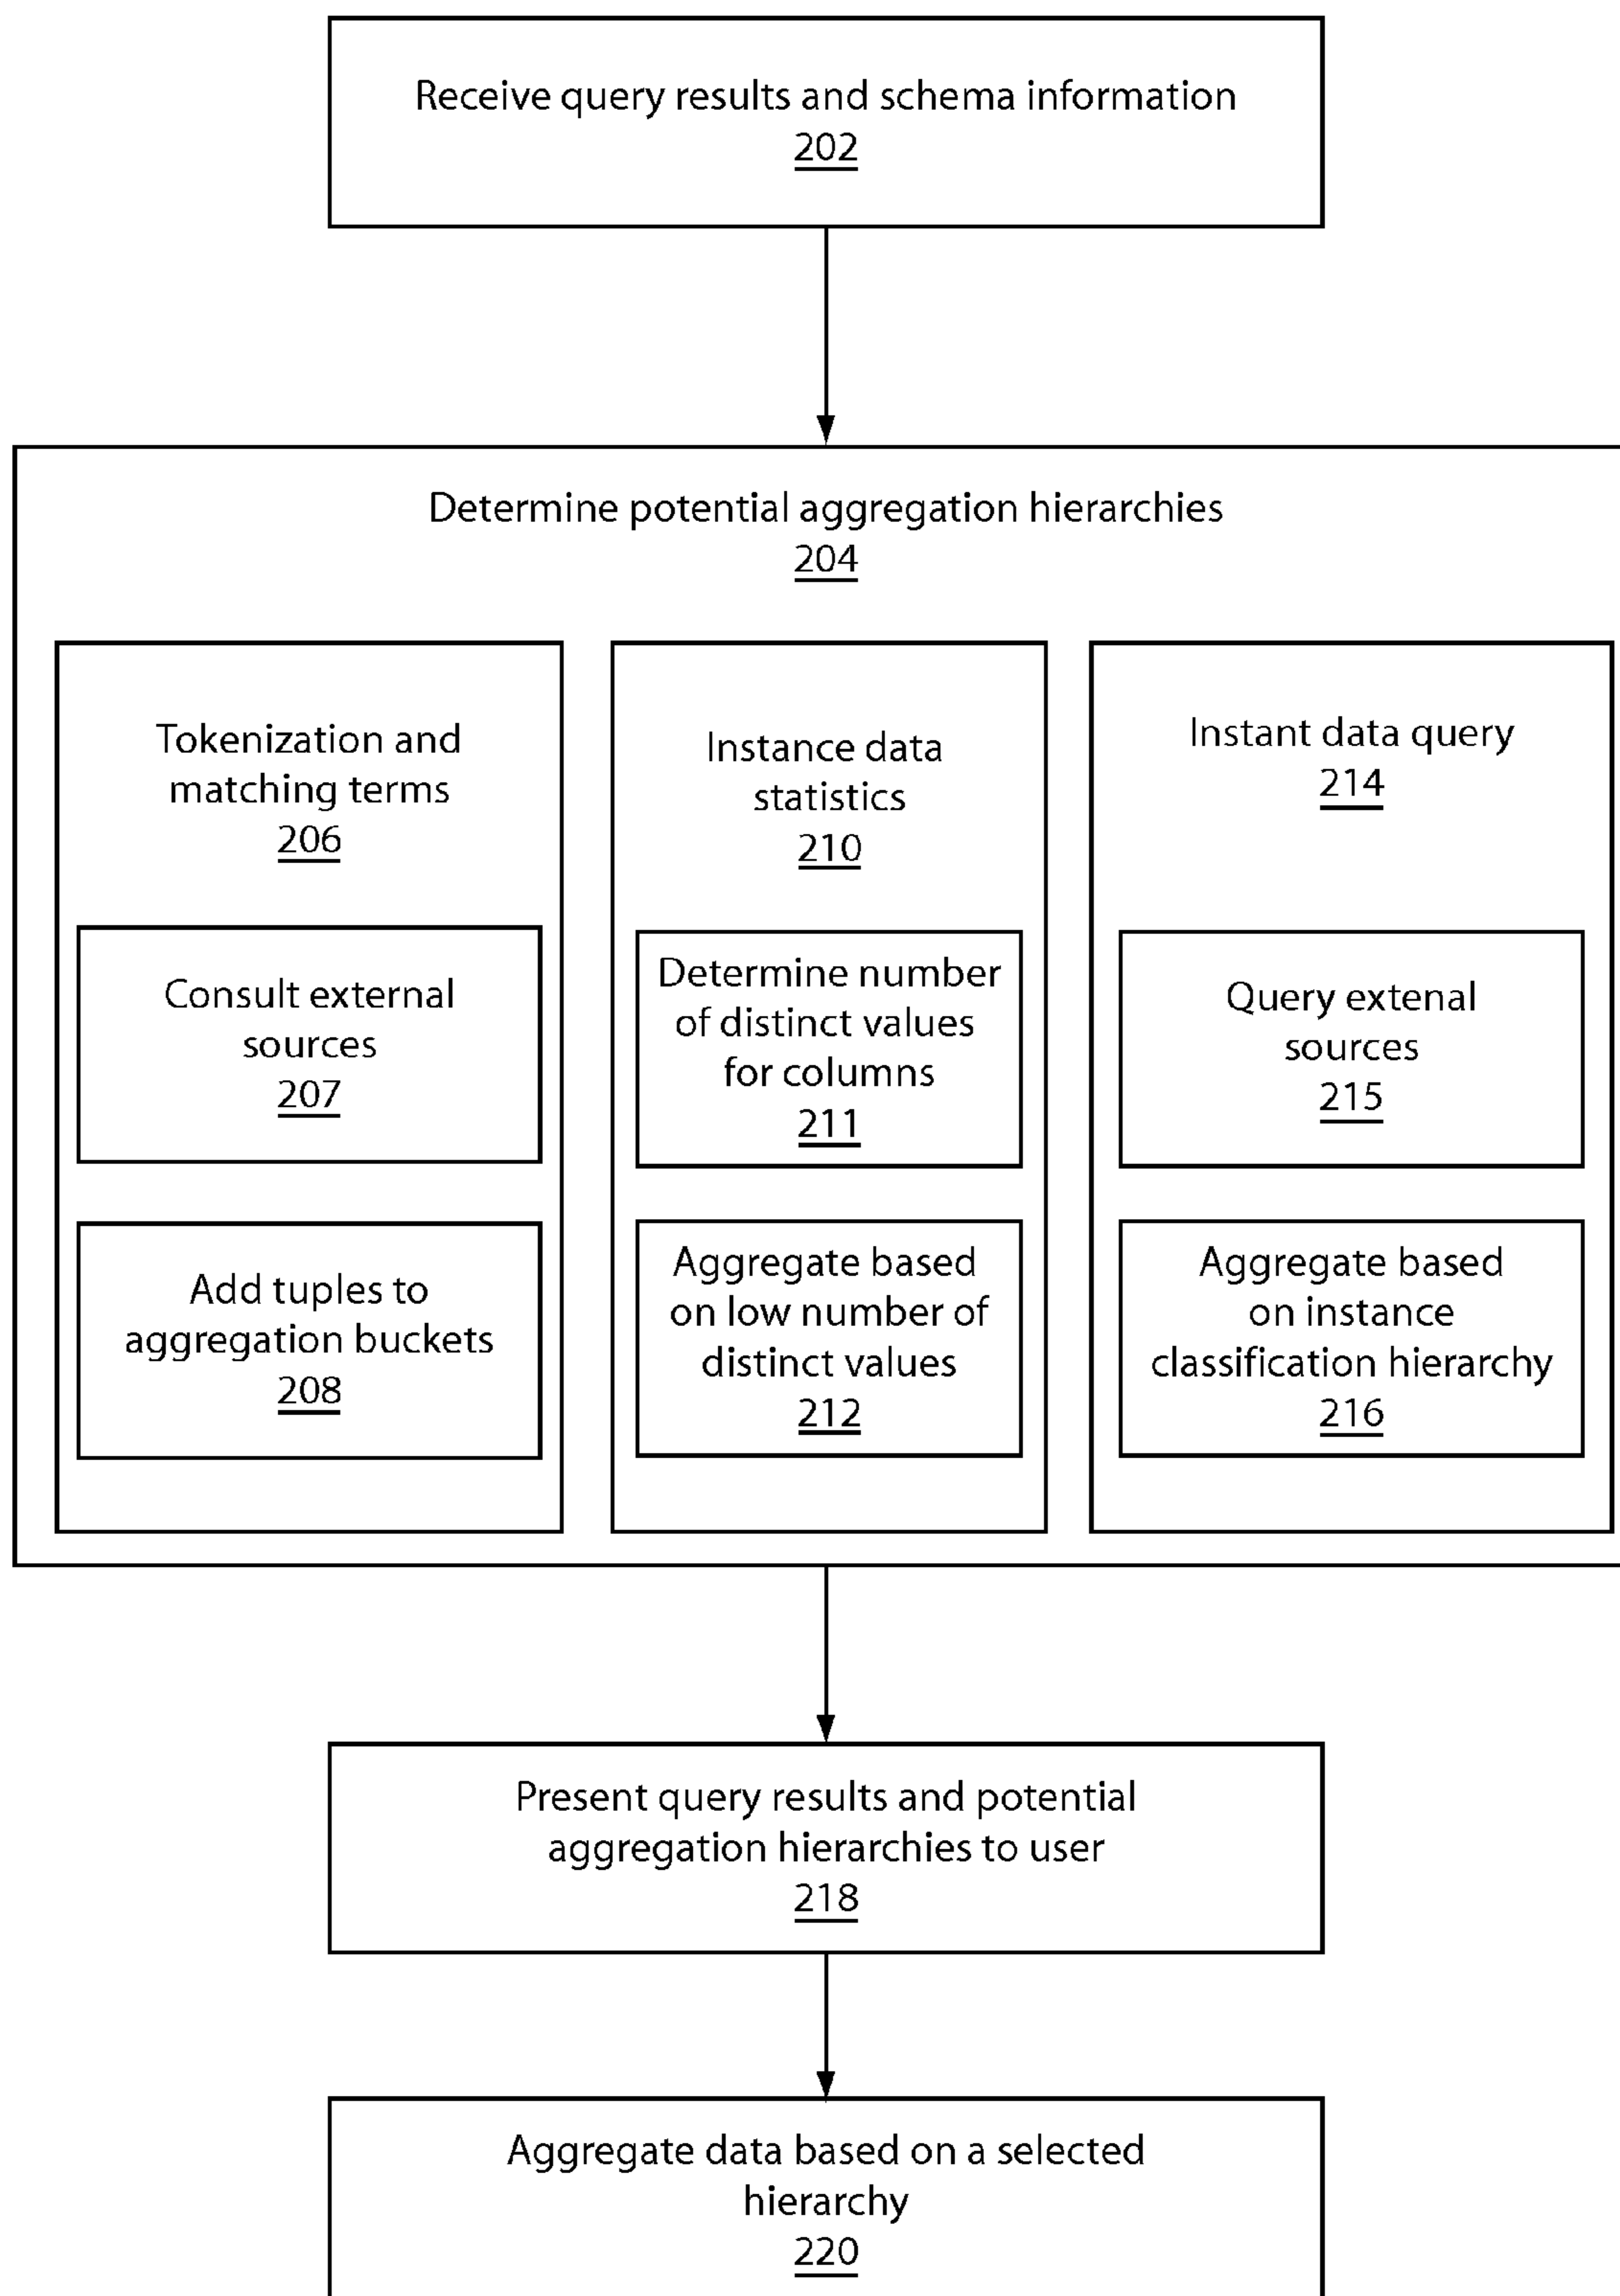 Receive query results and schema information
202
Determine potential aggregation hierarchies
204
Tokenization and
matching terms
206
Consult external
sources
207
Add tuples to
aggregation buckets
208
Instance data
statistics
210
Determine number
of distinct values
for columns
211
Aggregate based
on low number of
distinct values
212
Instant data query
214
Query extenal
sources
215
Aggregate based
on instance
classification hierarchy
216
Present query results and potential
aggregation hierarchies to user
218
Aggregate data based on a selected
hierarchy
220